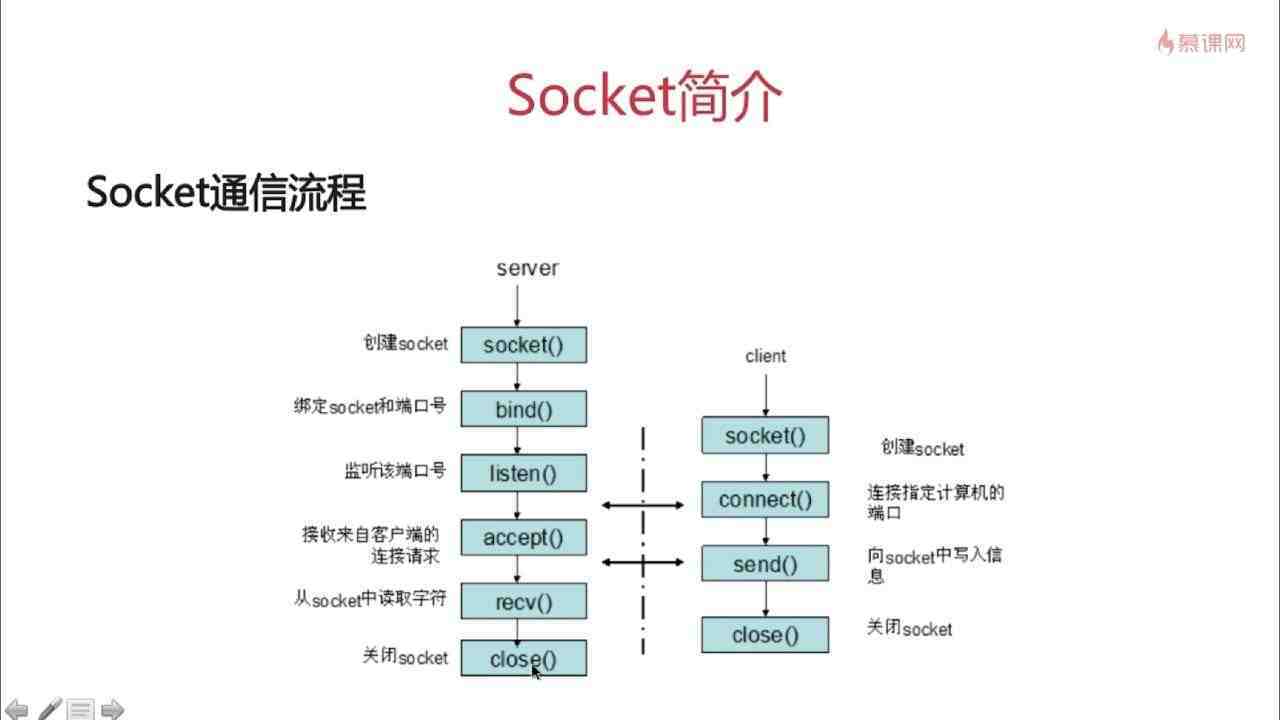 慕课网
Socket简介
Socket通信流程
server
创建socket
socket()
绑定socket和端口号
bind()
监听该端口号
listen()
接收来自客户端的
连接请求
accept()
从socket中读取字符
recv()
关闭socket
close()
client
socket()
创建socket
connect()
连接指定计算机的
端口
send()
向socket中写入信
息
close()
关闭socket